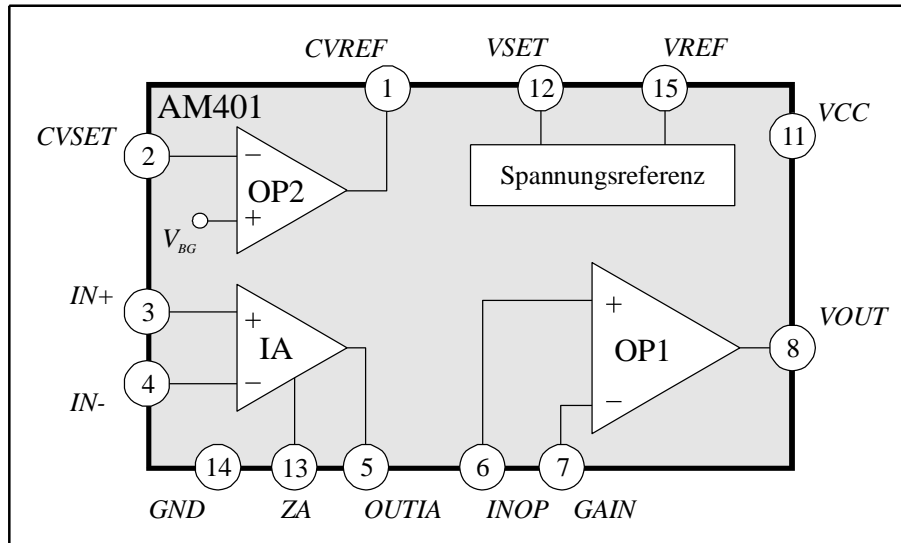 CVREF VSET VREF
1 12 15
AM401
VCC
11
CVSET
2
−
OP2
+
V_BG
Spannungsreferenz
IN+
3
+
IA
−
4
IN-
+
OP1
−
VOUT
8
14 13 5 6 7
GND ZA OUTIA INOP GAIN